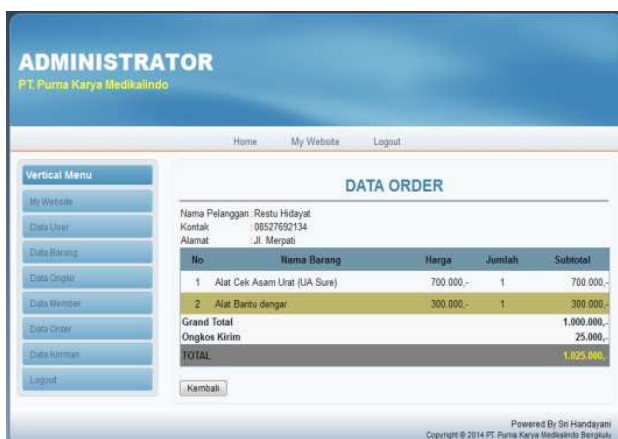 ADMINISTRATOR
PT. Purna Karya Medikalindo
Home My Website Logout
Vertical Menu
My Website
Data User
Data Barang
Data Ongkir
Data Member
Data Order
Data Kiriman
Logout
DATA ORDER
Nama Pelanggan : Restu Hidayat
Kontak : 08527692134
Alamat : Jl. Merpati
No Nama Barang Harga Jumlah Subtotal
1 Alat Cek Asam Urat (UA Sure) 700.000,- 1 700.000,-
2 Alat Bantu dengar 300.000,- 1 300.000,-
Grand Total 1.000.000,-
Ongkos Kirim 25.000,-
TOTAL 1.025.000,-
Kembali
Powered By Sri Handayani
Copyright © 2014 PT. Purna Karya Medikalindo Bengkulu